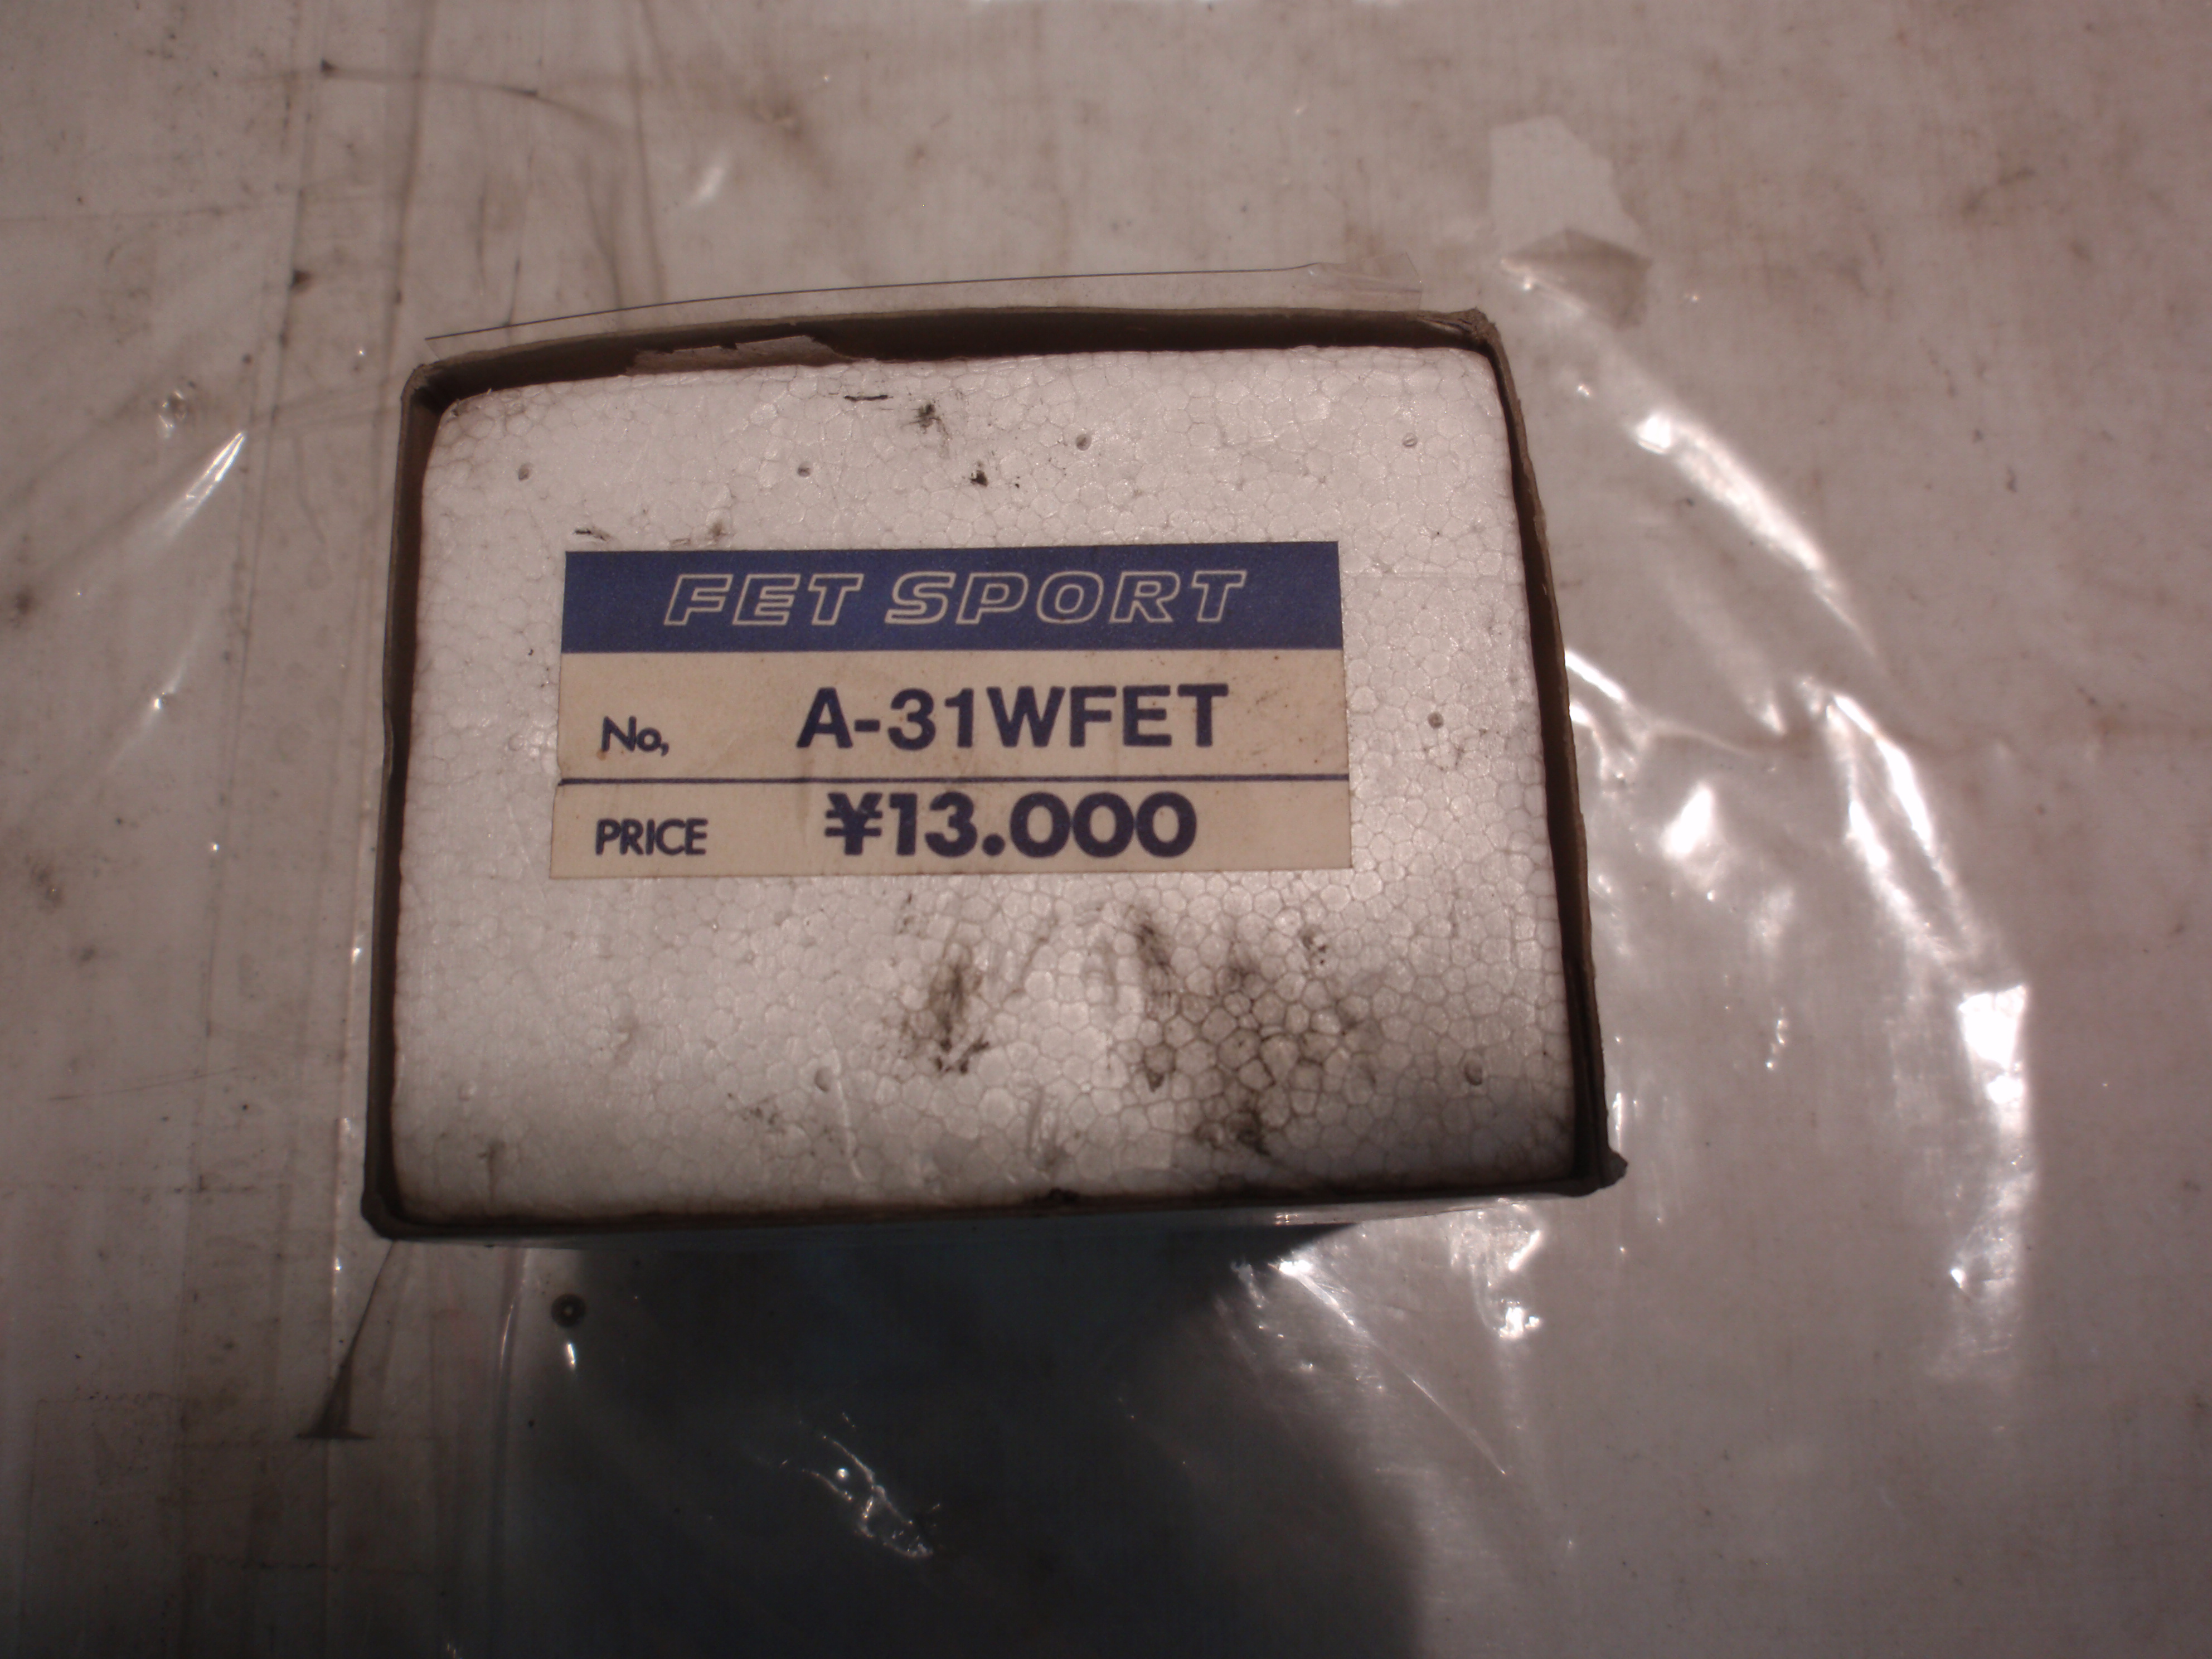 FET SPORT
No, A-31WFET
PRICE ¥13.000